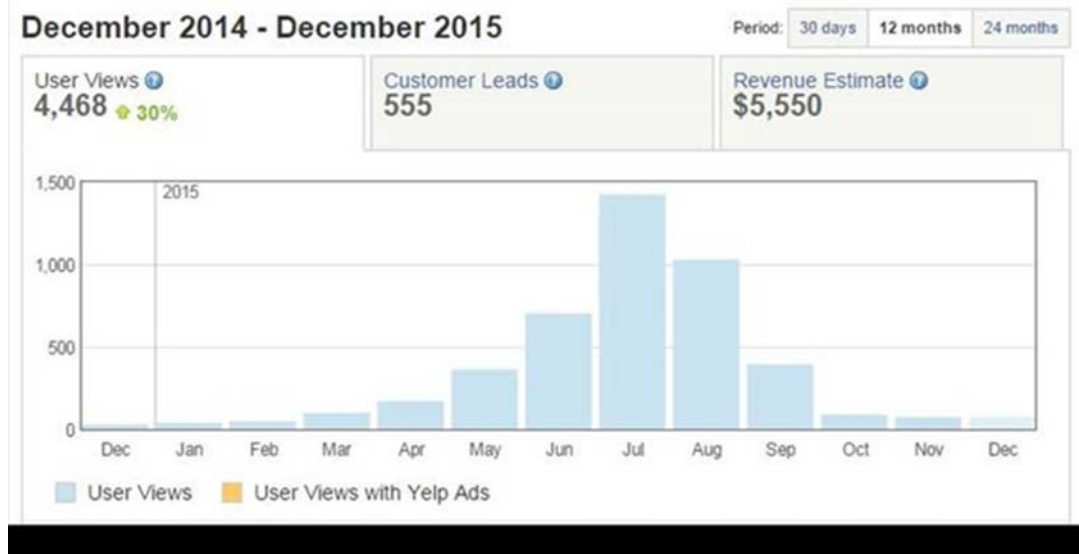 December 2014 - December 2015
Period: 30 days 12 months 24 months
User Views
4,468 30%
Customer Leads
555
Revenue Estimate
$5,550
1,500
2015
1,000
500
0
Dec Jan Feb Mar Apr May Jun Jul Aug Sep Oct Nov Dec
User Views User Views with Yelp Ads